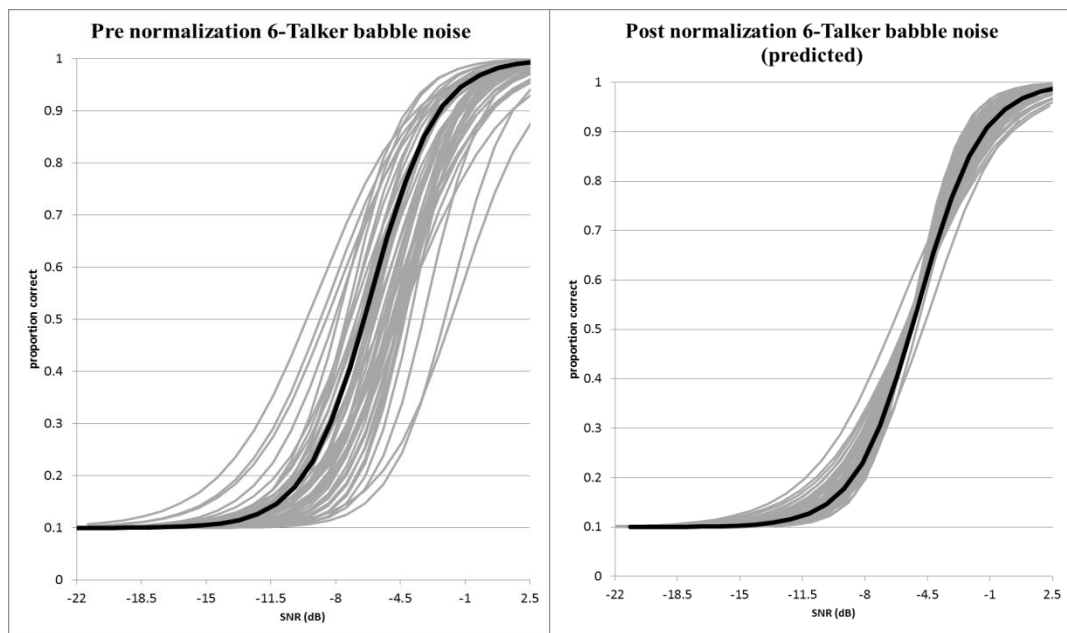 Pre normalization 6-Talker babble noise
1
0.9
0.8
0.7
0.6
0.5
0.4
0.3
0.2
0.1
0
proportion correct
-22 -18.5 -15 -11.5 -8 -4.5 -1 2.5
SNR (dB)
Post normalization 6-Talker babble noise
(predicted)
1
0.9
0.8
0.7
0.6
0.5
0.4
0.3
0.2
0.1
0
proportion correct
-22 -18.5 -15 -11.5 -8 -4.5 -1 2.5
SNR (dB)